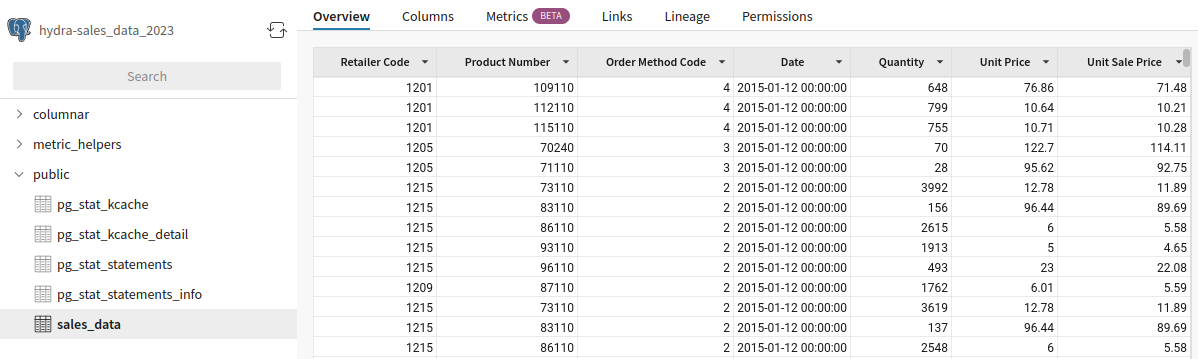 hydra-sales_data_2023
Search
columnar
metric_helpers
public
pg_stat_kcache
pg_stat_kcache_detail
pg_stat_statements
pg_stat_statements_info
sales_data
Overview Columns Metrics BETA Links Lineage Permissions
Retailer Code Product Number Order Method Code Date Quantity Unit Price Unit Sale Price
1201 109110 4 2015-01-12 00:00:00 648 76.86 71.48
1201 112110 4 2015-01-12 00:00:00 799 10.64 10.21
1201 115110 4 2015-01-12 00:00:00 755 10.71 10.28
1205 70240 3 2015-01-12 00:00:00 70 122.7 114.11
1205 71110 3 2015-01-12 00:00:00 28 95.62 92.75
1215 73110 2 2015-01-12 00:00:00 3992 12.78 11.89
1215 83110 2 2015-01-12 00:00:00 156 96.44 89.69
1215 86110 2 2015-01-12 00:00:00 2615 6 5.58
1215 93110 2 2015-01-12 00:00:00 1913 5 4.65
1215 96110 2 2015-01-12 00:00:00 493 23 22.08
1209 87110 2 2015-01-12 00:00:00 1762 6.01 5.59
1215 73110 2 2015-01-12 00:00:00 3619 12.78 11.89
1215 83110 2 2015-01-12 00:00:00 137 96.44 89.69
1215 86110 2 2015-01-12 00:00:00 2548 6 5.58